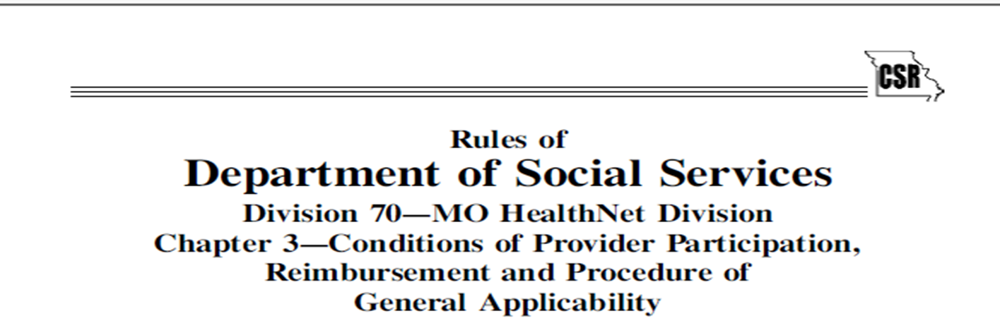 CSR
Rules of
Department of Social Services
Division 70—MO HealthNet Division
Chapter 3—Conditions of Provider Participation,
Reimbursement and Procedure of
General Applicability